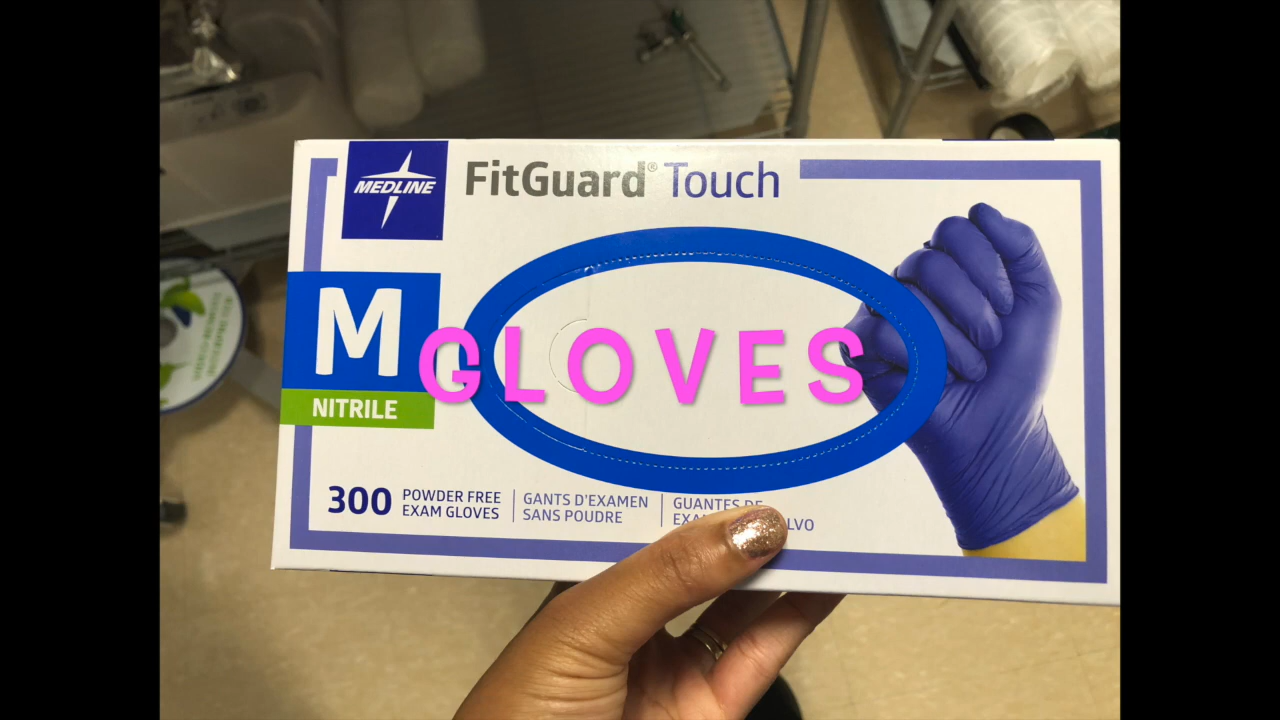 MEDLINE
FitGuard® Touch
M
NITRILE
GLOVES
300
POWDER FREE
EXAM GLOVES
GANTS D'EXAMEN
SANS POUDRE
GUANTES DE